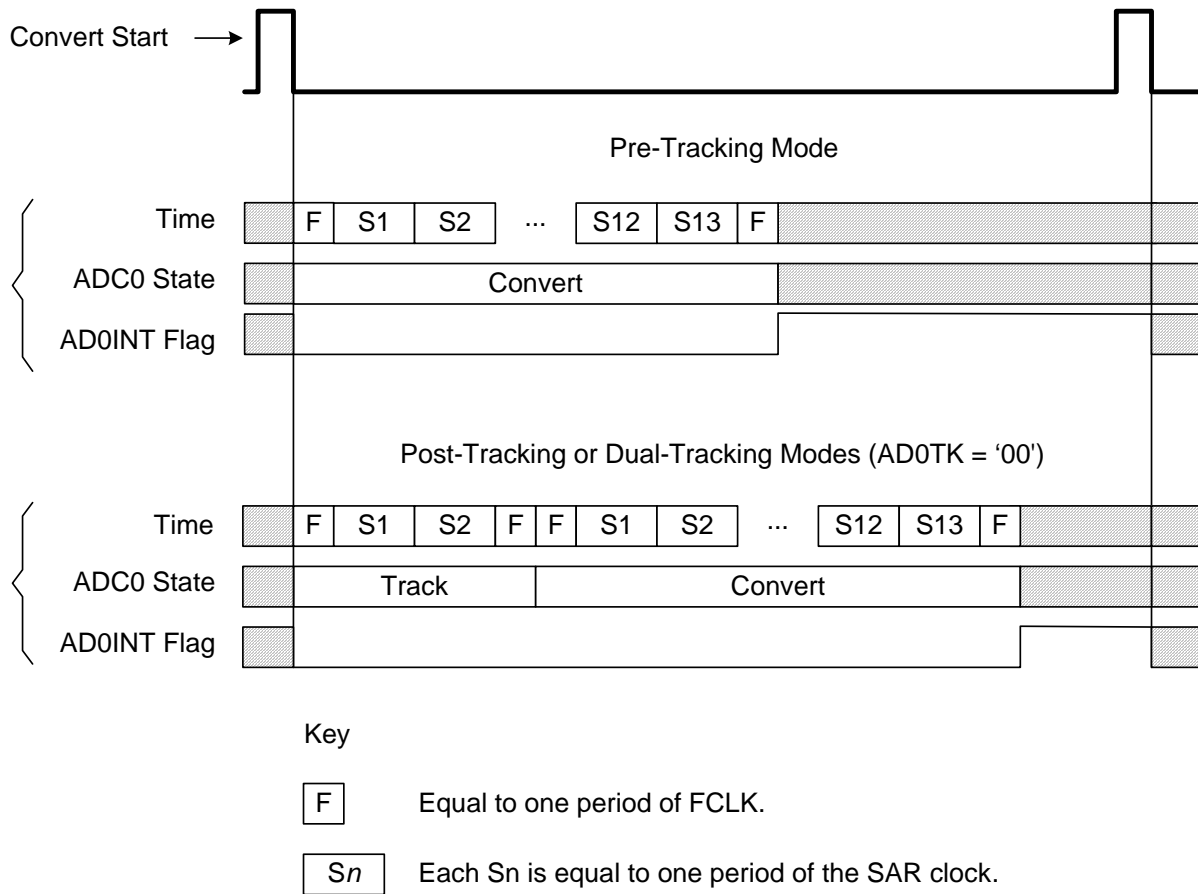 Convert Start
Pre-Tracking Mode
Time F S1 S2 ... S12 S13 F
ADC0 State Convert
AD0INT Flag
Post-Tracking or Dual-Tracking Modes (AD0TK = ‘00')
Time F S1 S2 F F S1 S2 ... S12 S13 F
ADC0 State Track Convert
AD0INT Flag
Key
F Equal to one period of FCLK.
Sn Each Sn is equal to one period of the SAR clock.